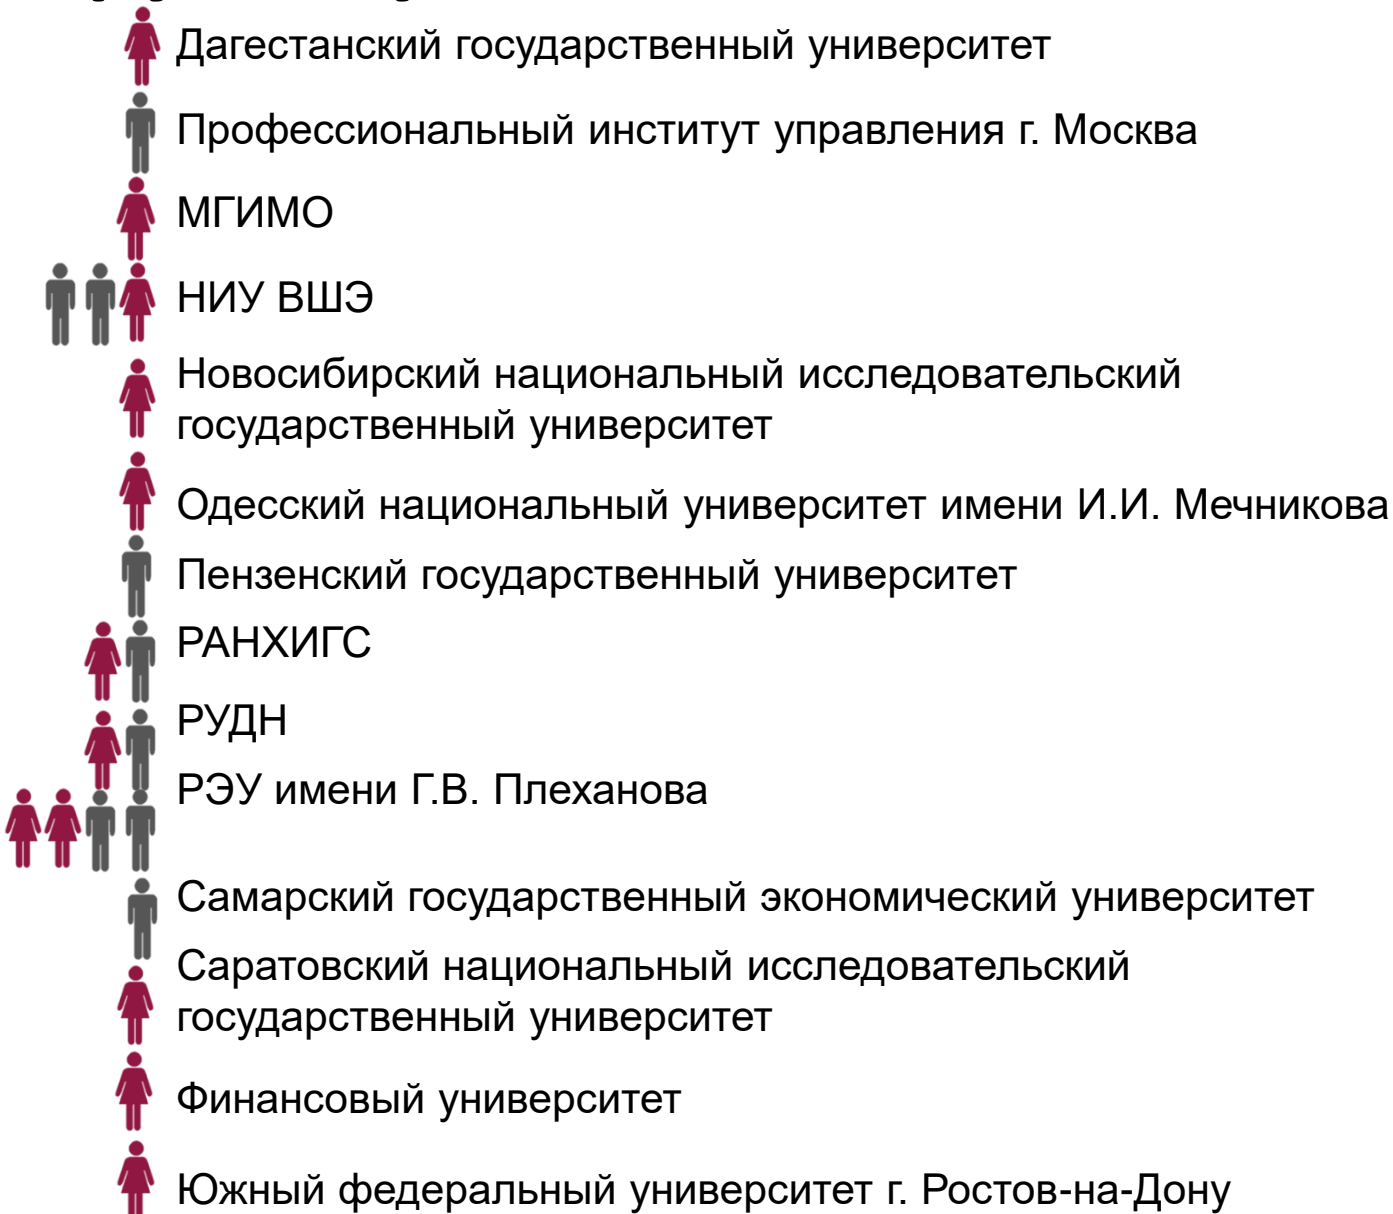 Дагестанский государственный университет
Профессиональный институт управления г. Москва
МГИМО
НИУ ВШЭ
Новосибирский национальный исследовательский
государственный университет
Одесский национальный университет имени И.И. Мечникова
Пензенский государственный университет
РАНХИГС
РУДН
РЭУ имени Г.В. Плеханова
Самарский государственный экономический университет
Саратовский национальный исследовательский
государственный университет
Финансовый университет
Южный федеральный университет г. Ростов-на-Дону